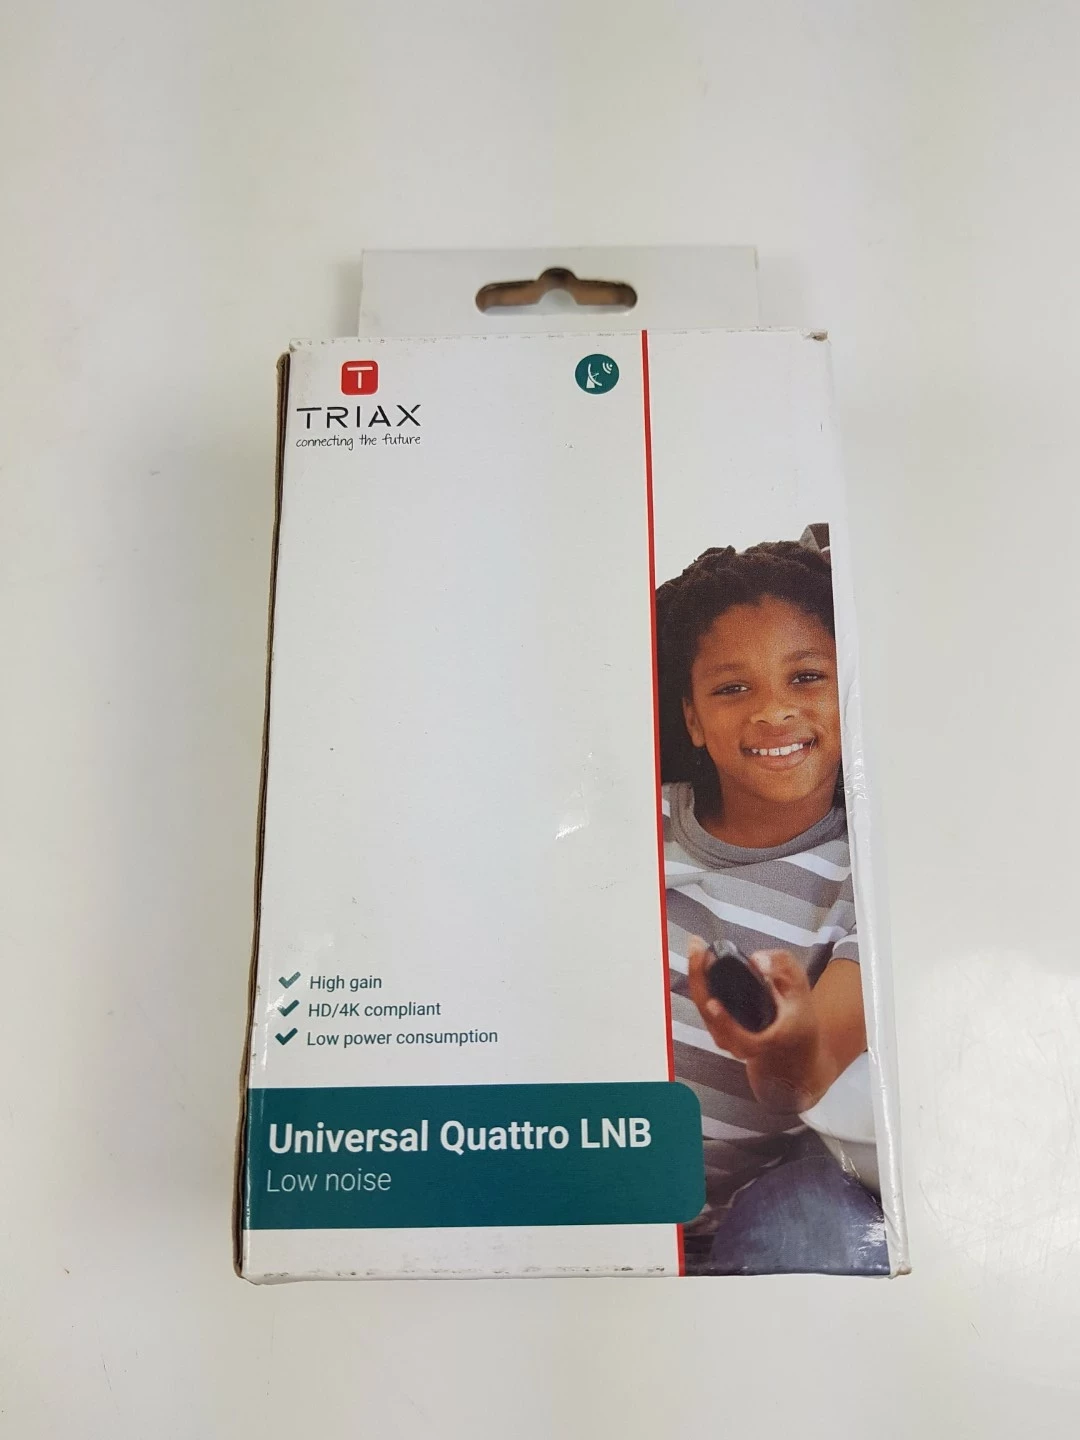 T
TRIAX
connecting the future
High gain
HD/4K compliant
Low power consumption
Universal Quattro LNB
Low noise